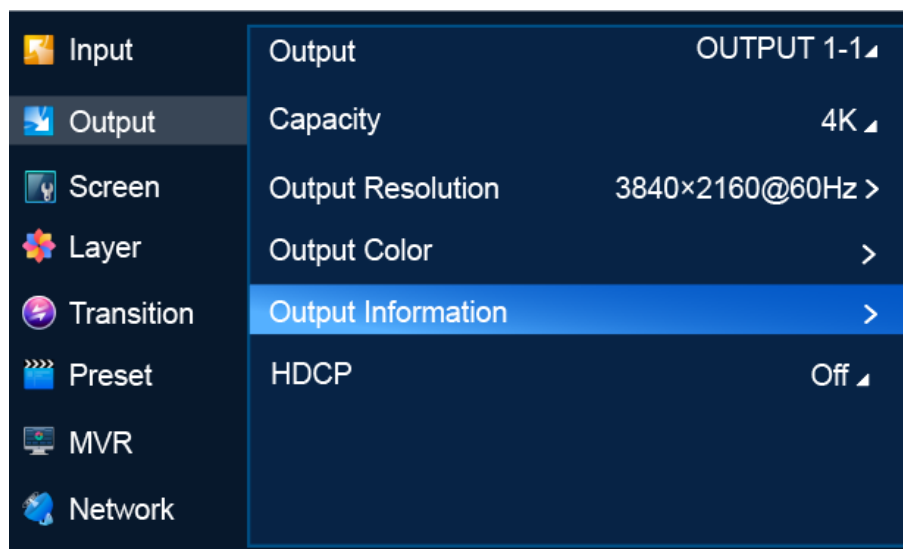 Input
Output
Screen
Layer
Transition
Preset
MVR
Network
Output OUTPUT 1-1
Capacity 4K
Output Resolution 3840×2160@60Hz >
Output Color >
Output Information >
HDCP Off